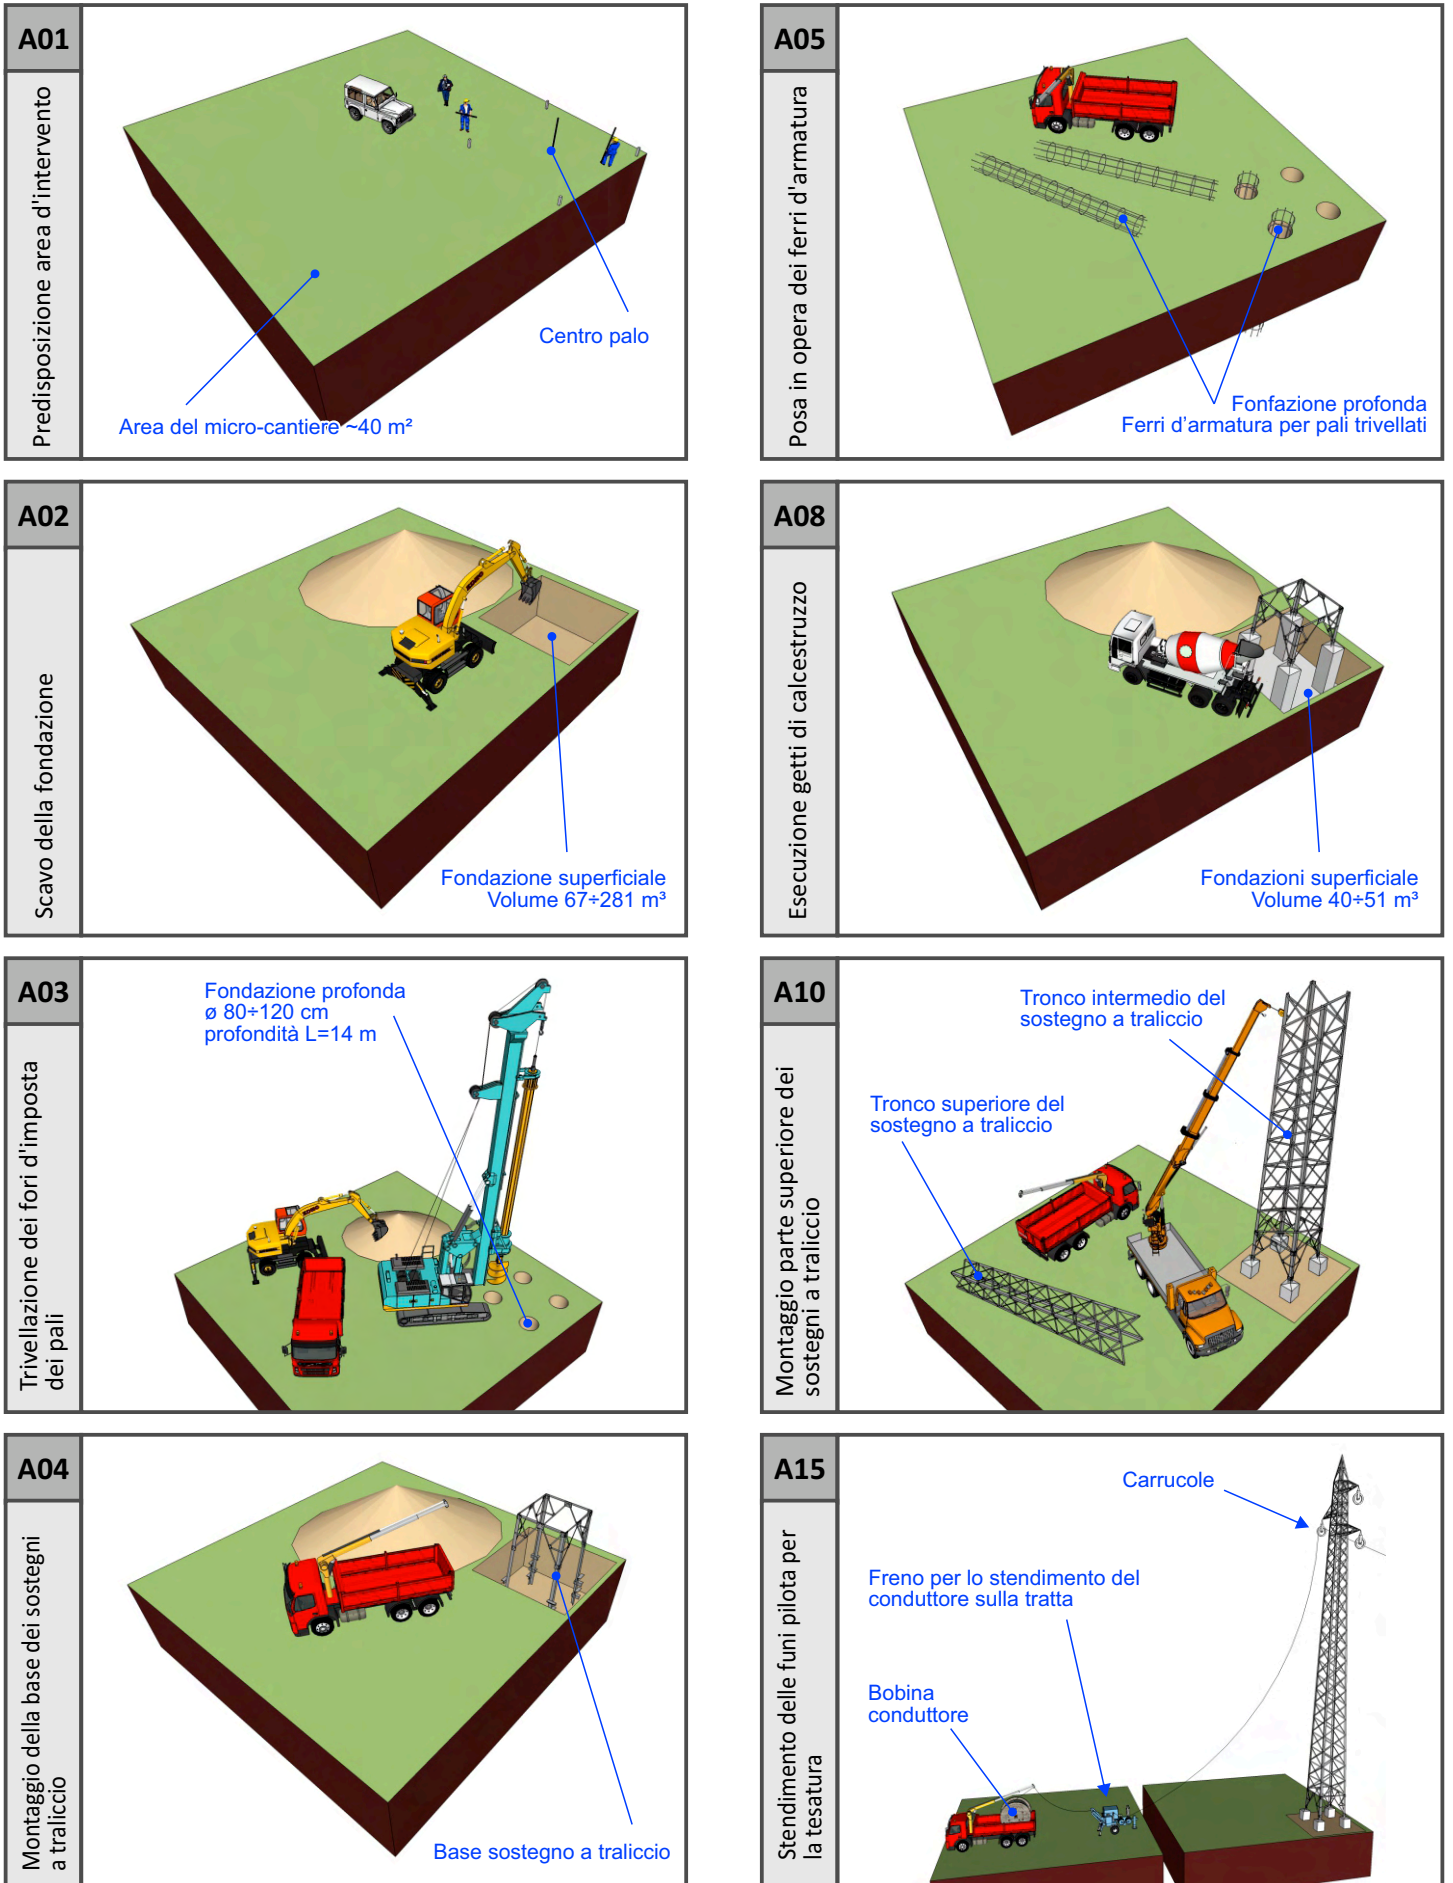 A01
Predisposizione area d'intervento
Centro palo
Area del micro-cantiere ~40 m²
A02
Scavo della fondazione
Fondazione superficiale
Volume 67÷281 m³
A03
Trivellazione dei fori d'imposta
dei pali
Fondazione profonda
ø 80÷120 cm
profondità L=14 m
A04
Montaggio della base dei sostegni
a traliccio
Base sostegno a traliccio
A05
Posa in opera dei ferri d'armatura
Fonfazione profonda
Ferri d'armatura per pali trivellati
A08
Esecuzione getti di calcestruzzo
Fondazioni superficiale
Volume 40÷51 m³
A10
Montaggio parte superiore dei
sostegni a traliccio
Tronco intermedio del
sostegno a traliccio
Tronco superiore del
sostegno a traliccio
A15
Stendimento delle funi pilota per
la tesatura
Carrucole
Freno per lo stendimento del
conduttore sulla tratta
Bobina
conduttore